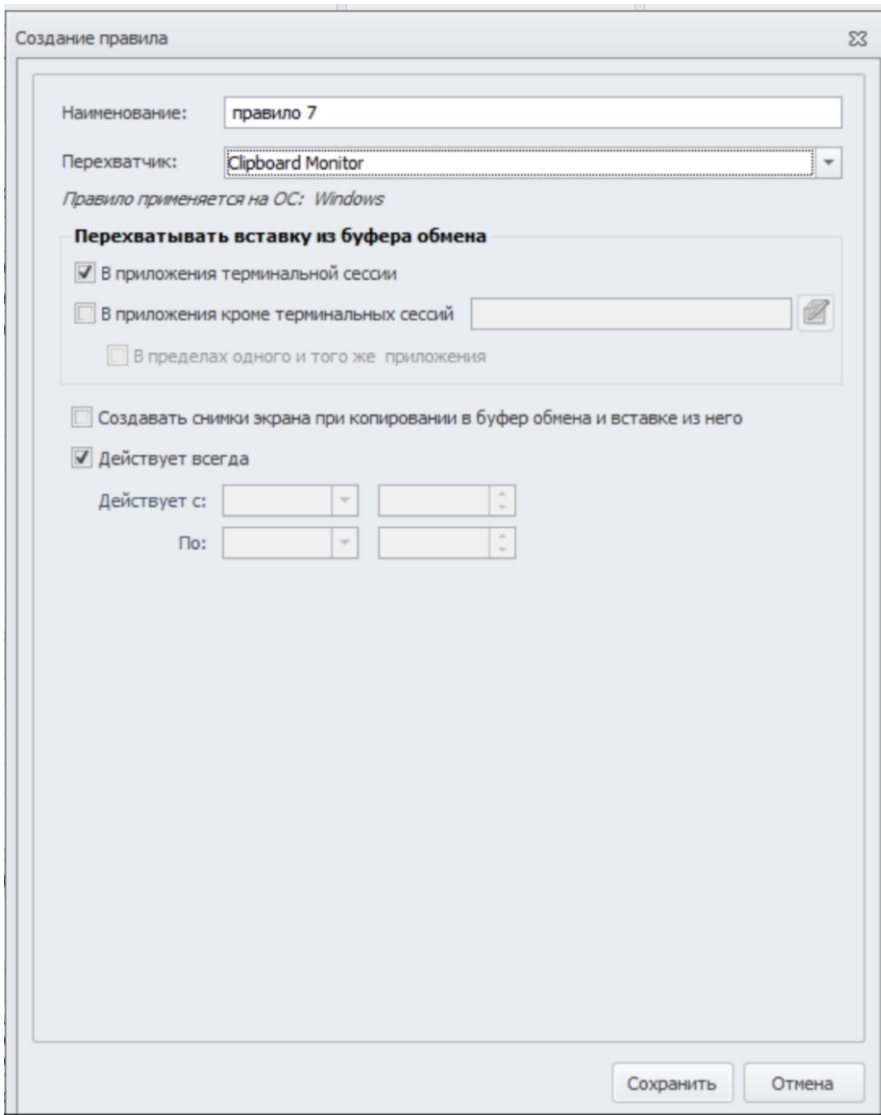 Создание правила
Наименование: правило 7
Перехватчик: Clipboard Monitor
Правило применяется на ОС: Windows
Перехватывать вставку из буфера обмена
В приложения терминальной сессии
В приложения кроме терминальных сессий
В пределах одного и того же приложения
Создавать снимки экрана при копировании в буфер обмена и вставке из него
Действует всегда
Действует с:
По:
Сохранить Отмена